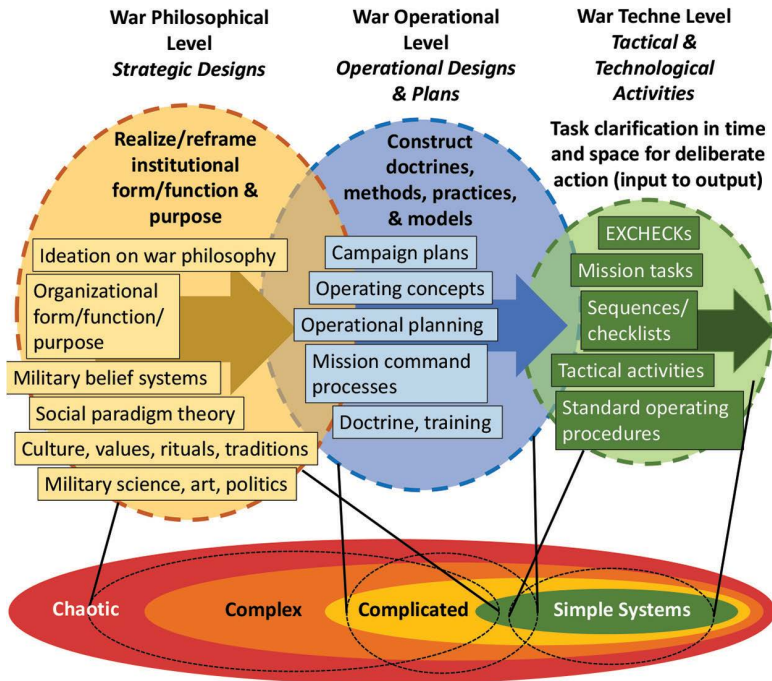 War Philosophical
Level
Strategic Designs
War Operational
Level
Operational Designs
& Plans
War Techne Level
Tactical &
Technological
Activities
Realize/reframe
institutional
form/function &
purpose
Ideation on war philosophy
Organizational
form/function/
purpose
Military belief systems
Social paradigm theory
Culture, values, rituals, traditions
Military science, art, politics
Construct
doctrines,
methods, practices,
& models
Campaign plans
Operating concepts
Operational planning
Mission command
processes
Doctrine, training
Task clarification in time
and space for deliberate
action (input to output)
EXCHECKs
Mission tasks
Sequences/
checklists
Tactical activities
Standard operating
procedures
Chaotic
Complex
Complicated
Simple Systems